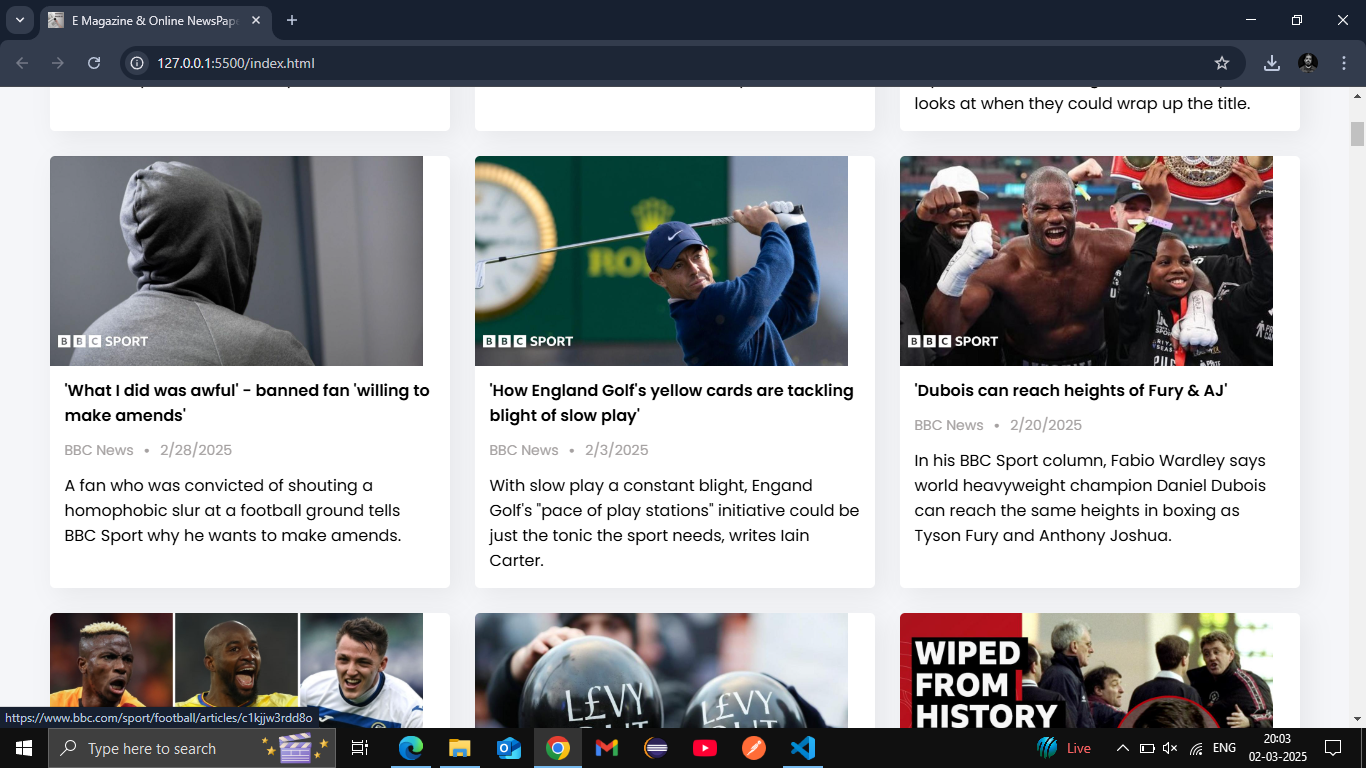 E Magazine & Online NewsPape
127.0.0.1:5500/index.html
looks at when they could wrap up the title.
ROLEX
BBC SPORT
BBC SPORT
BBC SPORT
'What I did was awful' - banned fan 'willing to
make amends'
BBC News • 2/28/2025
A fan who was convicted of shouting a
homophobic slur at a football ground tells
BBC Sport why he wants to make amends.
'How England Golf's yellow cards are tackling
blight of slow play'
BBC News • 2/3/2025
With slow play a constant blight, Engand
Golf's "pace of play stations" initiative could be
just the tonic the sport needs, writes Iain
Carter.
'Dubois can reach heights of Fury & AJ'
BBC News • 2/20/2025
In his BBC Sport column, Fabio Wardley says
world heavyweight champion Daniel Dubois
can reach the same heights in boxing as
Tyson Fury and Anthony Joshua.
L£VY
L£VY
WIPED
FROM
HISTORY
https://www.bbc.com/sport/football/articles/c1kjjw3rdd8o
Type here to search
Live
ENG
20:03
02-03-2025